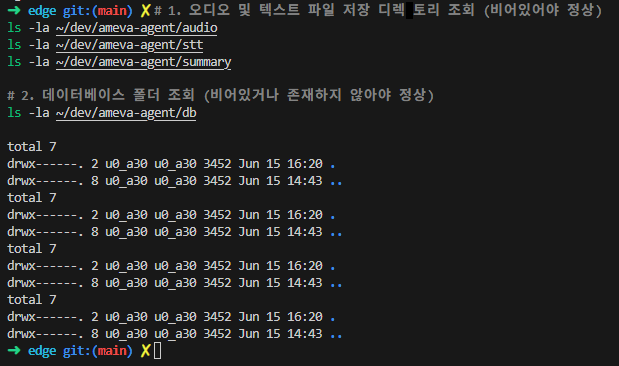 ➜ edge git:(main) ✗ # 1. 오디오 및 텍스트 파일 저장 디렉 토리 조회 (비어있어야 정상)
ls -la ~/dev/ameva-agent/audio
ls -la ~/dev/ameva-agent/stt
ls -la ~/dev/ameva-agent/summary
# 2. 데이터베이스 폴더 조회 (비어있거나 존재하지 않아야 정상)
ls -la ~/dev/ameva-agent/db
total 7
drwx------. 2 u0_a30 u0_a30 3452 Jun 15 16:20 .
drwx------. 8 u0_a30 u0_a30 3452 Jun 15 14:43 ..
total 7
drwx------. 2 u0_a30 u0_a30 3452 Jun 15 16:20 .
drwx------. 8 u0_a30 u0_a30 3452 Jun 15 14:43 ..
total 7
drwx------. 2 u0_a30 u0_a30 3452 Jun 15 16:20 .
drwx------. 8 u0_a30 u0_a30 3452 Jun 15 14:43 ..
total 7
drwx------. 2 u0_a30 u0_a30 3452 Jun 15 16:20 .
drwx------. 8 u0_a30 u0_a30 3452 Jun 15 14:43 ..
➜ edge git:(main) ✗